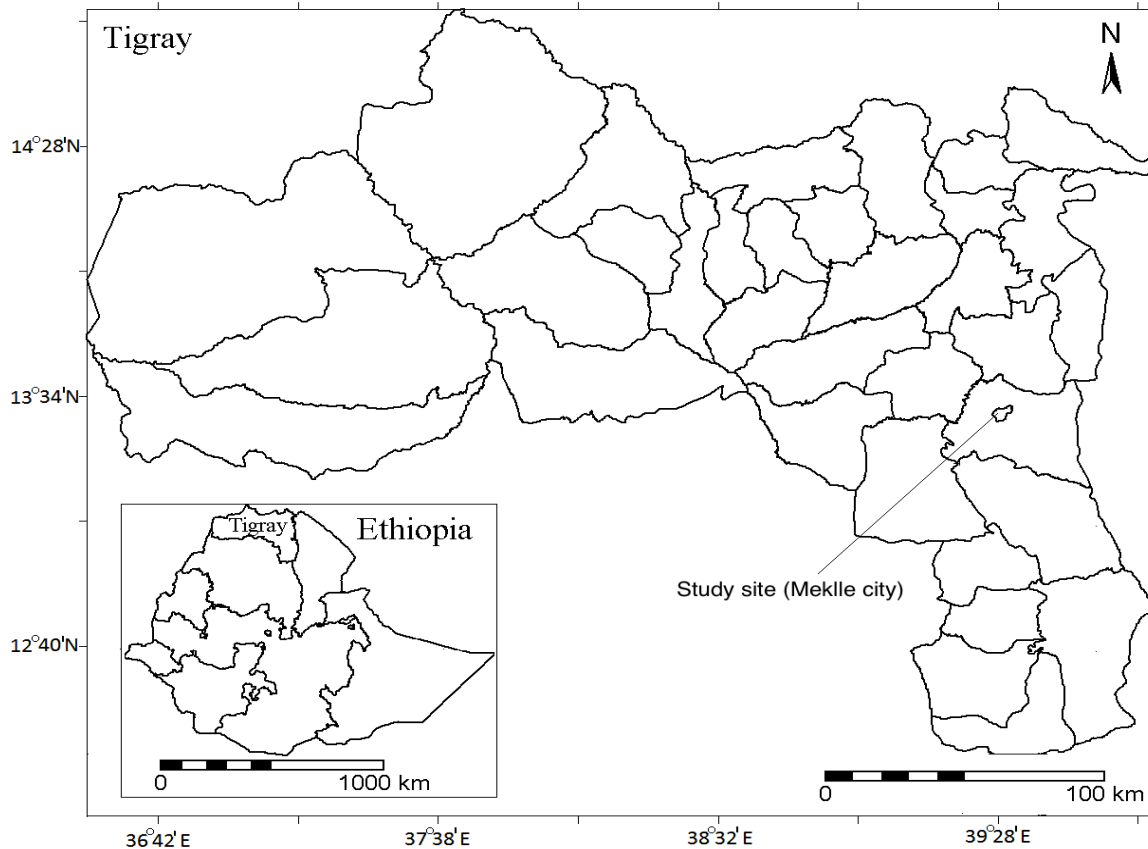 Tigray
N
14°28'N
13°34'N
12°40'N
Study site (Meklle city)
Tigray
Ethiopia
0 1000 km
0 100 km
36°42'E
37°38'E
38°32'E
39°28'E